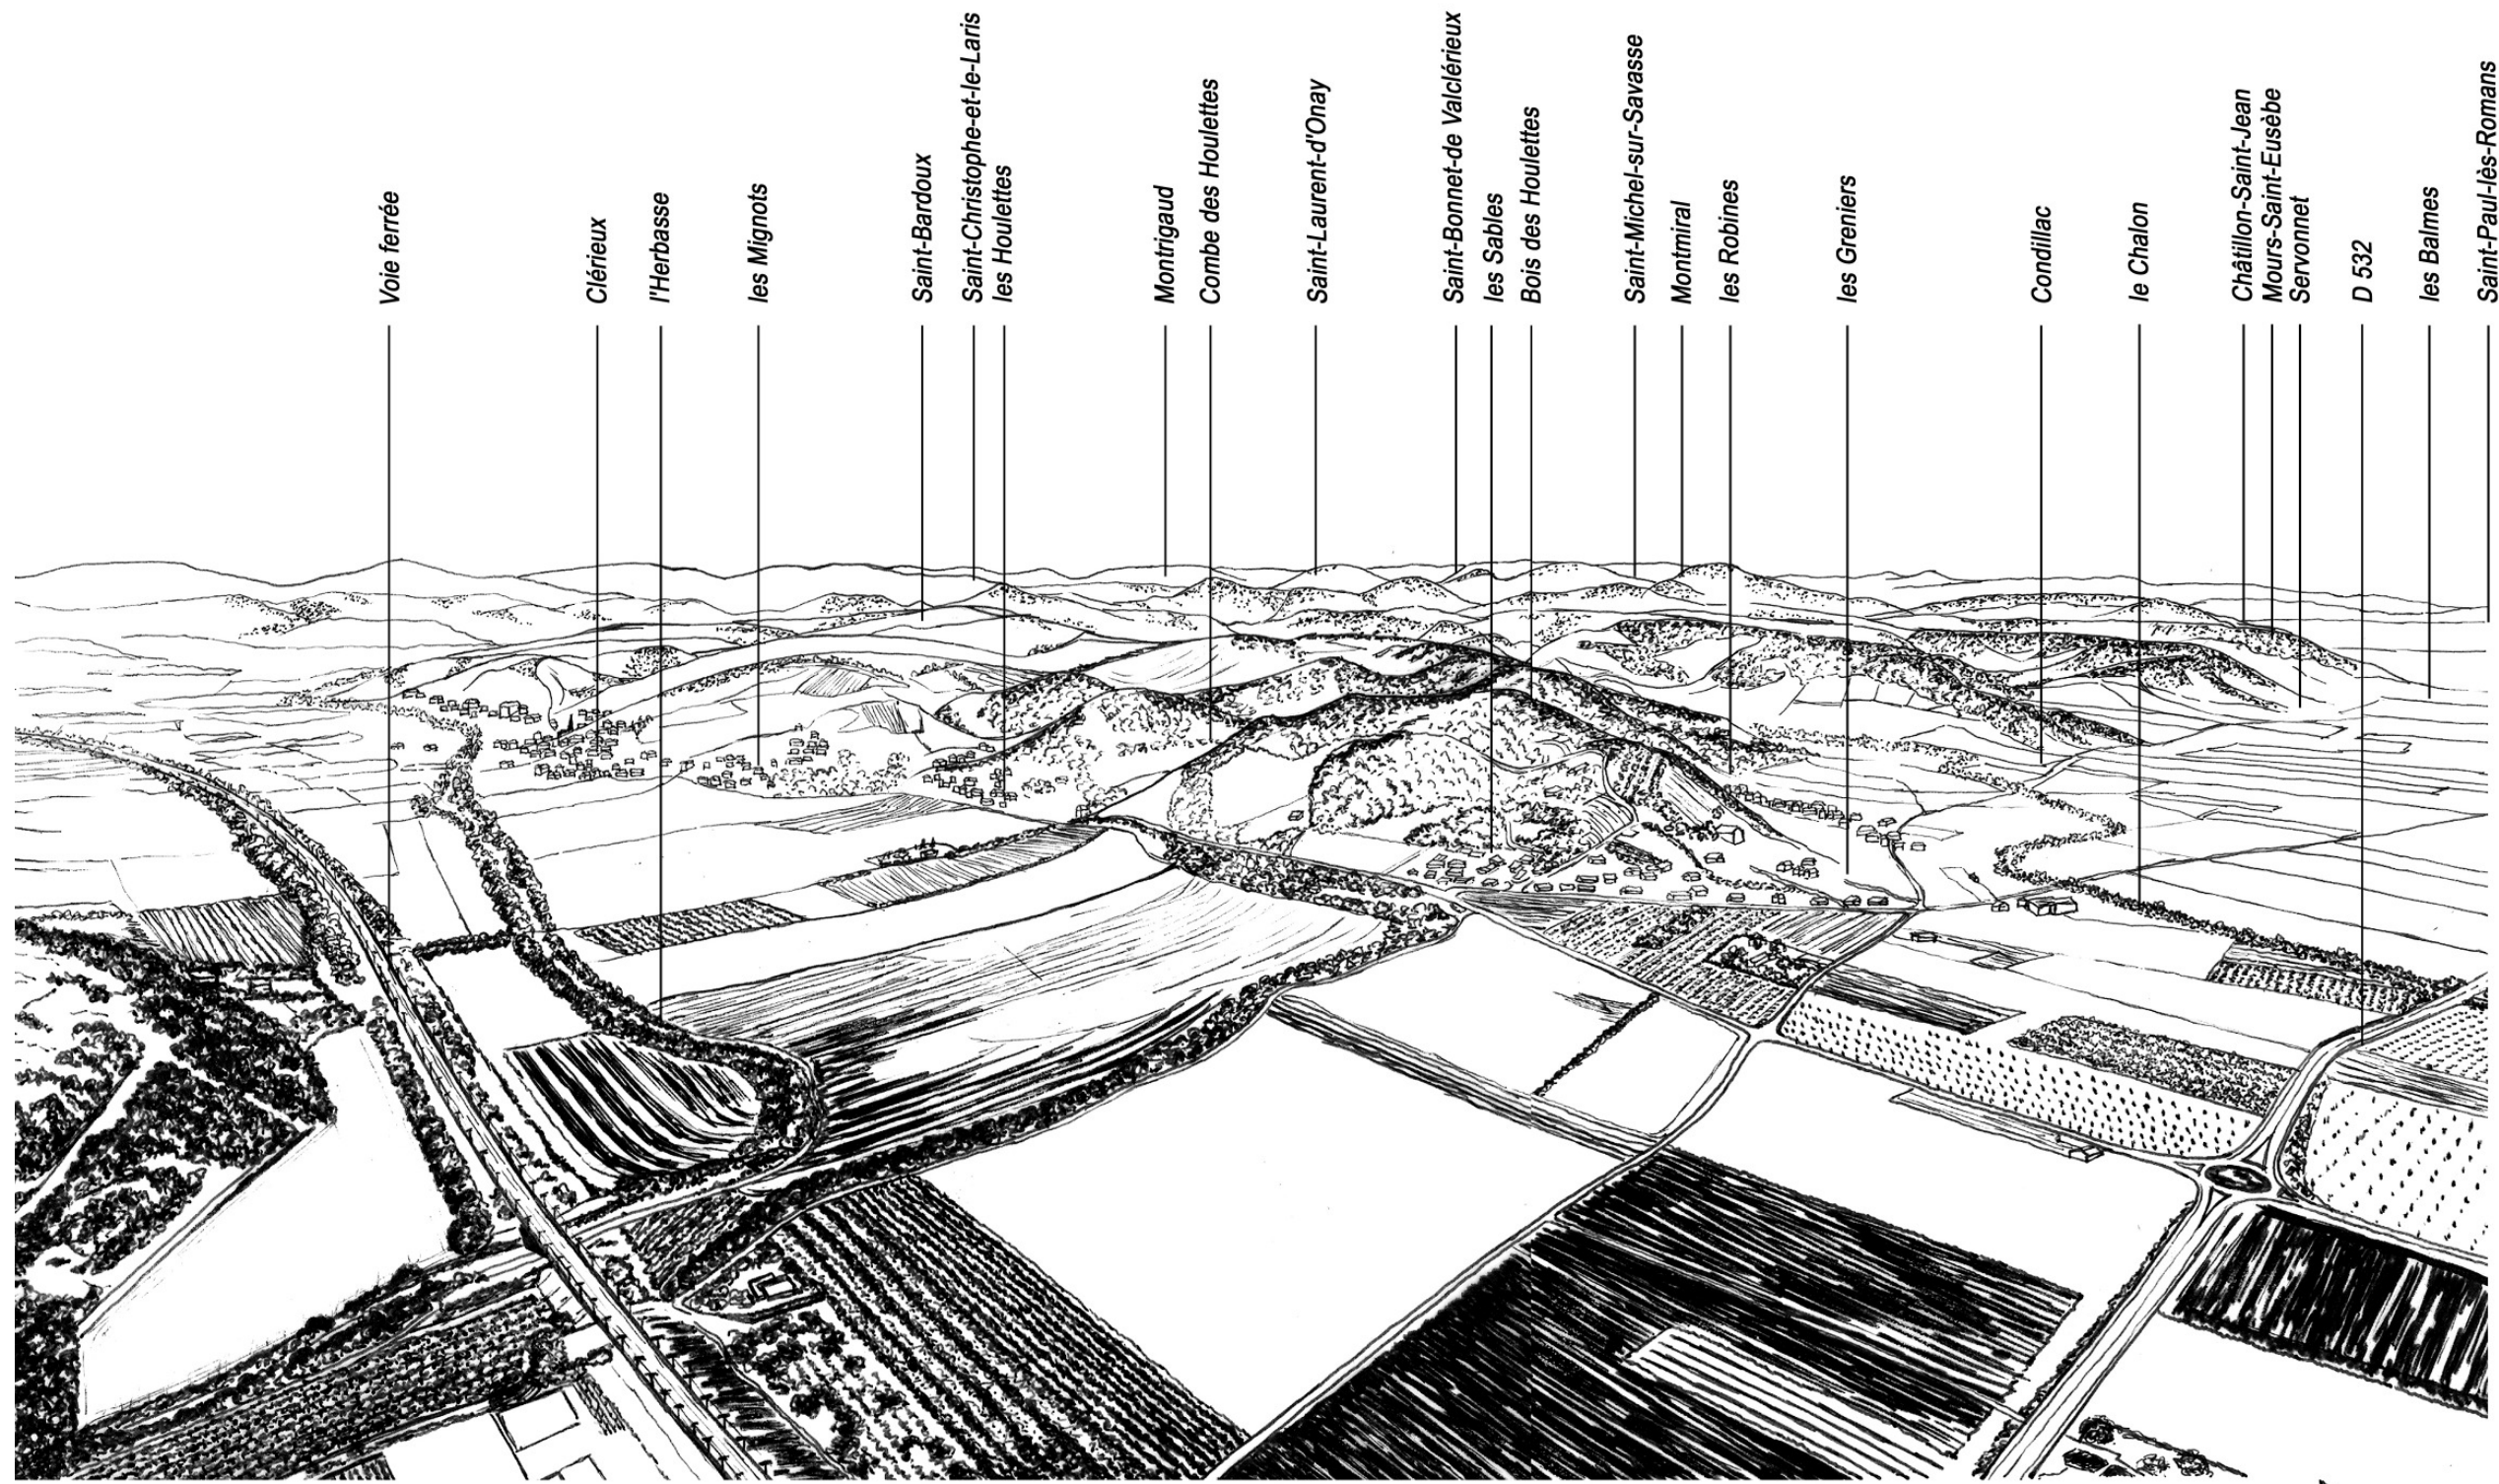 Voie ferrée
Clérieux
l'Herbasse
les Mignots
Saint-Bardoux
Saint-Christophe-et-le-Laris
les Houlettes
Montrigaud
Combe des Houlettes
Saint-Laurent-d'Onay
Saint-Bonnet-de Valclérieux
les Sables
Bois des Houlettes
Saint-Michel-sur-Savasse
Montmiral
les Robines
les Greniers
Condillac
le Chalon
Châtillon-Saint-Jean
Mours-Saint-Eusèbe
Servonnet
D 532
les Balmes
Saint-Paul-lès-Romans